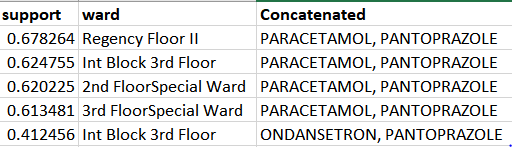 support ward Concatenated
0.678264 Regency Floor II PARACETAMOL, PANTOPRAZOLE
0.624755 Int Block 3rd Floor PARACETAMOL, PANTOPRAZOLE
0.620225 2nd FloorSpecial Ward PARACETAMOL, PANTOPRAZOLE
0.613481 3rd FloorSpecial Ward PARACETAMOL, PANTOPRAZOLE
0.412456 Int Block 3rd Floor ONDANSETRON, PANTOPRAZOLE